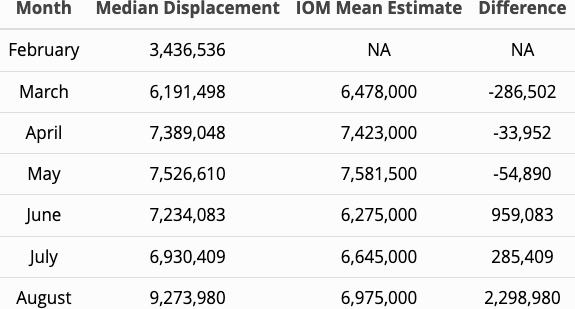 Month Median Displacement IOM Mean Estimate Difference
February 3,436,536 NA NA
March 6,191,498 6,478,000 -286,502
April 7,389,048 7,423,000 -33,952
May 7,526,610 7,581,500 -54,890
June 7,234,083 6,275,000 959,083
July 6,930,409 6,645,000 285,409
August 9,273,980 6,975,000 2,298,980